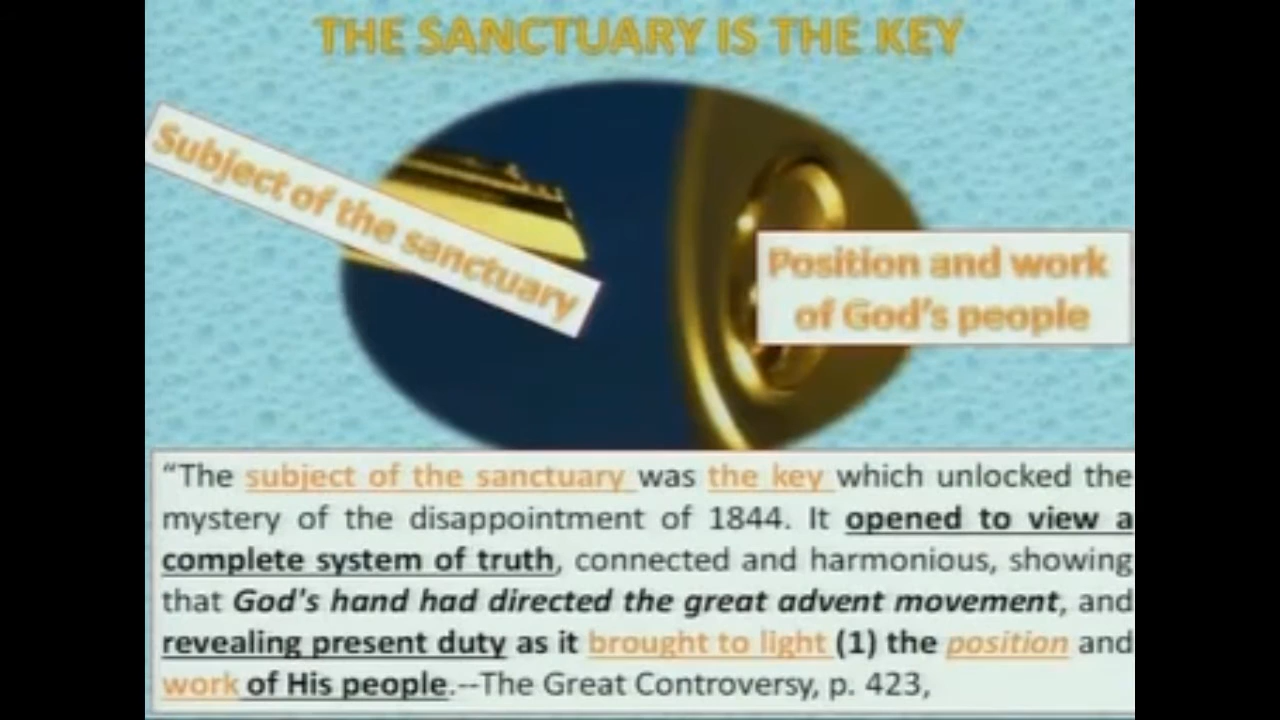 THE SANCTUARY IS THE KEY
Subject of the sanctuary
Position and work
of God's people
“The subject of the sanctuary was the key which unlocked the
mystery of the disappointment of 1844. It opened to view a
complete system of truth, connected and harmonious, showing
that God's hand had directed the great advent movement, and
revealing present duty as it brought to light (1) the position and
work of His people.--The Great Controversy, p. 423,